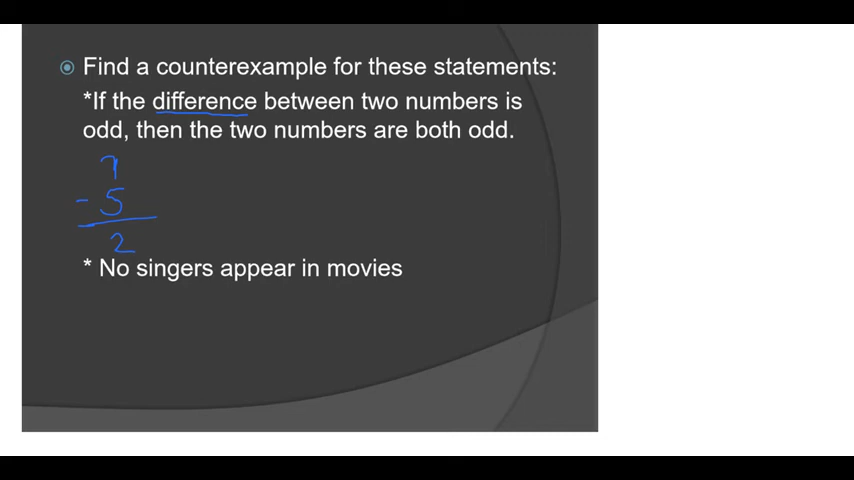 Find a counterexample for these statements:
*If the difference between two numbers is
odd, then the two numbers are both odd.
7
- 5
2
* No singers appear in movies